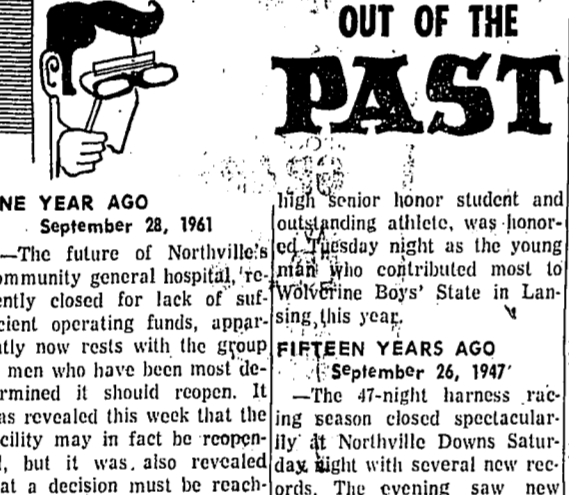 OUT OF THE
PAST
NE YEAR AGO
September 28, 1961
—The future of Northville's
ommunity general hospital, re-
ently closed for lack of suf-
cient operating funds, appar-
tly now rests with the group
men who have been most de-
rmined it should reopen. It
as revealed this week that the
cility may in fact be reopen-
, but it was also revealed
at a decision must be reach-
high senior honor student and
outstanding athlete, was honor-
ed Tuesday night as the young
man who contributed most to
Wolverine Boys' State in Lan-
sing, this year.
FIFTEEN YEARS AGO
September 26, 1947
—The 47-night harness rac-
ing season closed spectacular-
ily at Northville Downs Satur-
day night with several new rec-
ords. The evening saw new